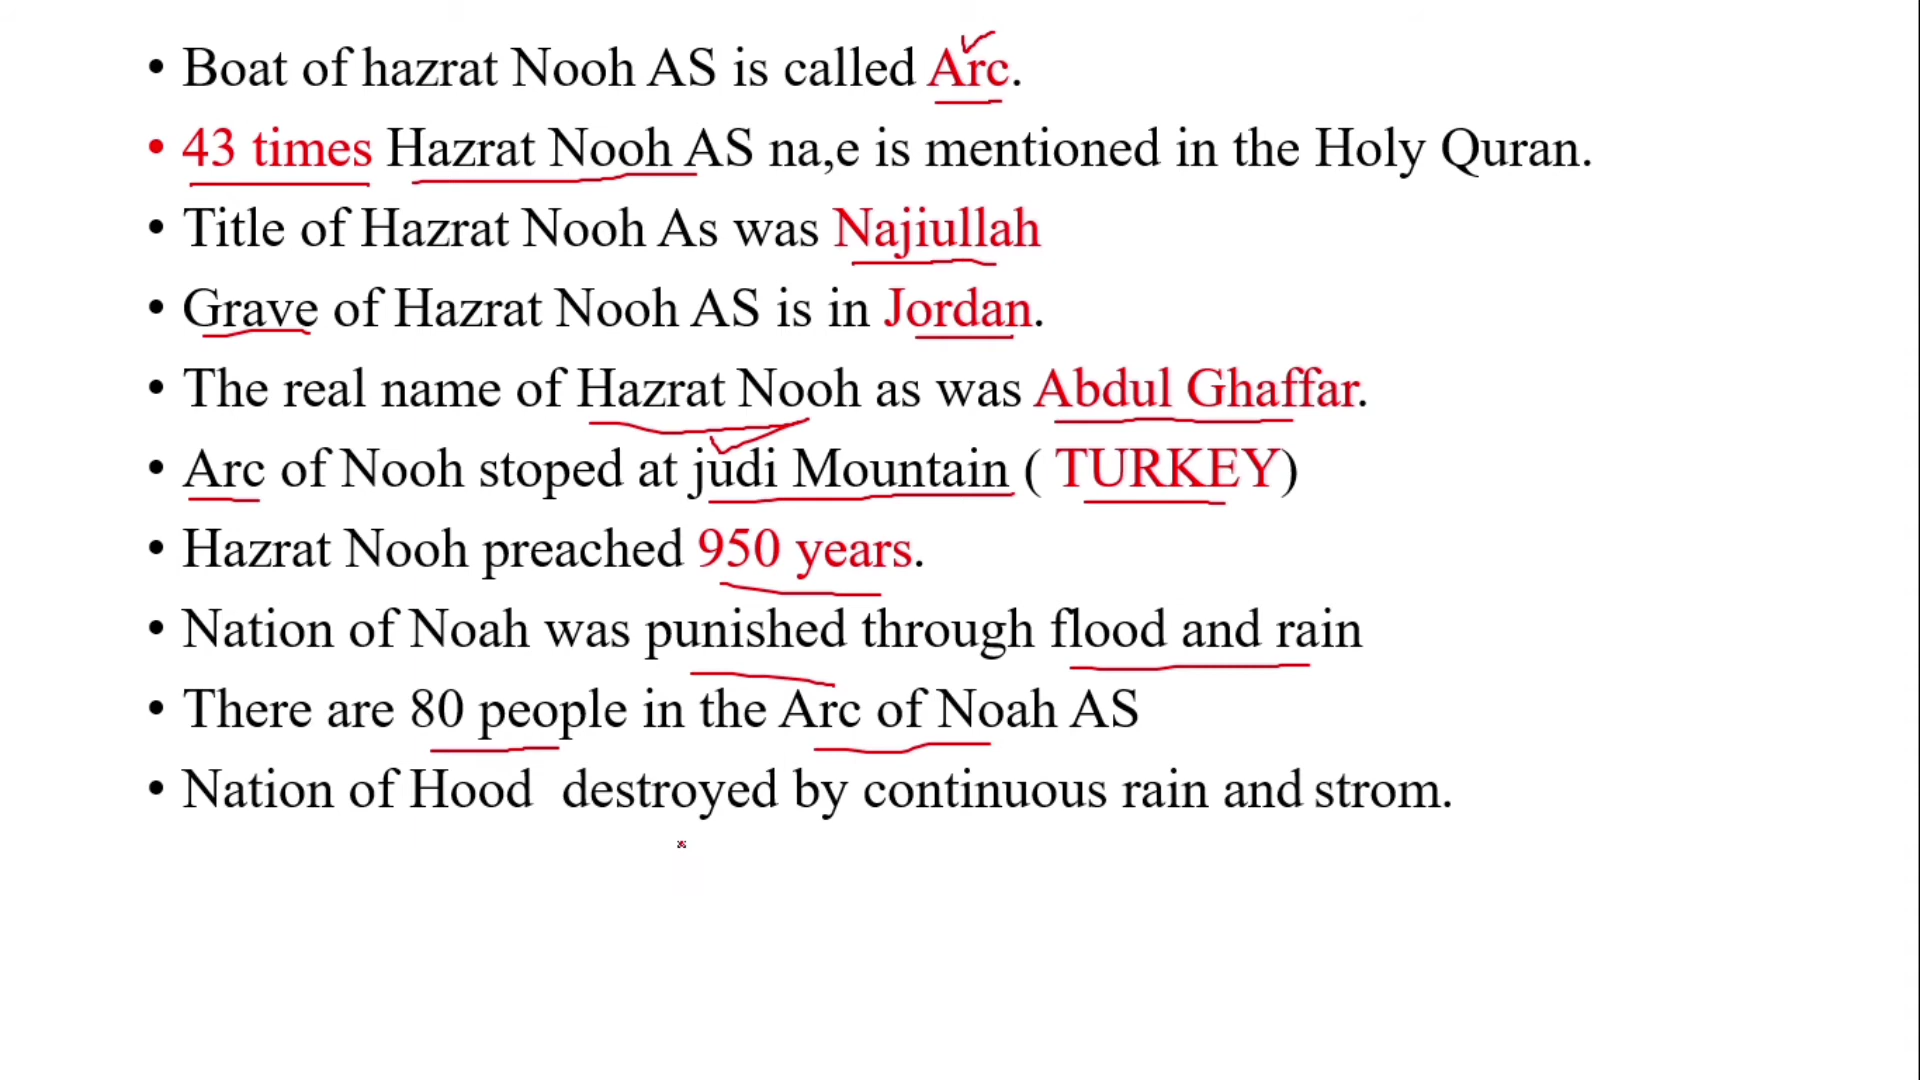 • Boat of hazrat Nooh AS is called Arc.
• 43 times Hazrat Nooh AS na,e is mentioned in the Holy Quran.
• Title of Hazrat Nooh As was Najiullah
• Grave of Hazrat Nooh AS is in Jordan.
• The real name of Hazrat Nooh as was Abdul Ghaffar.
• Arc of Nooh stoped at judi Mountain ( TURKEY)
• Hazrat Nooh preached 950 years.
• Nation of Noah was punished through flood and rain
• There are 80 people in the Arc of Noah AS
• Nation of Hood  destroyed by continuous rain and strom.